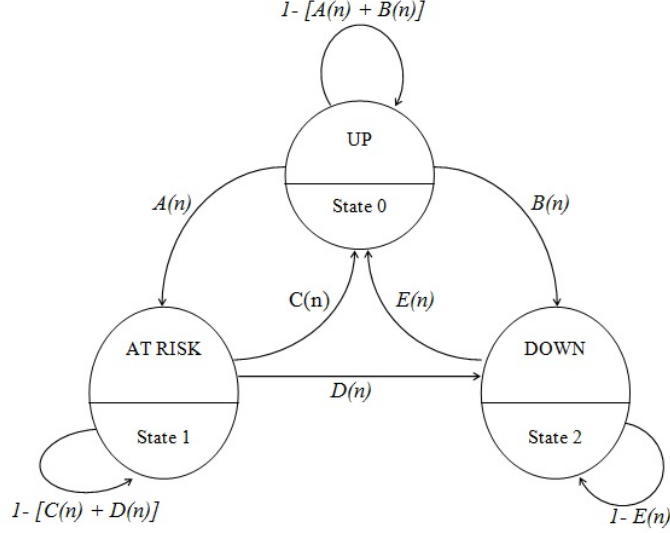 1- [A(n) + B(n)]
UP
State 0
A(n)
B(n)
C(n)
E(n)
AT RISK
DOWN
D(n)
State 1
State 2
1- [C(n) + D(n)]
1- E(n)